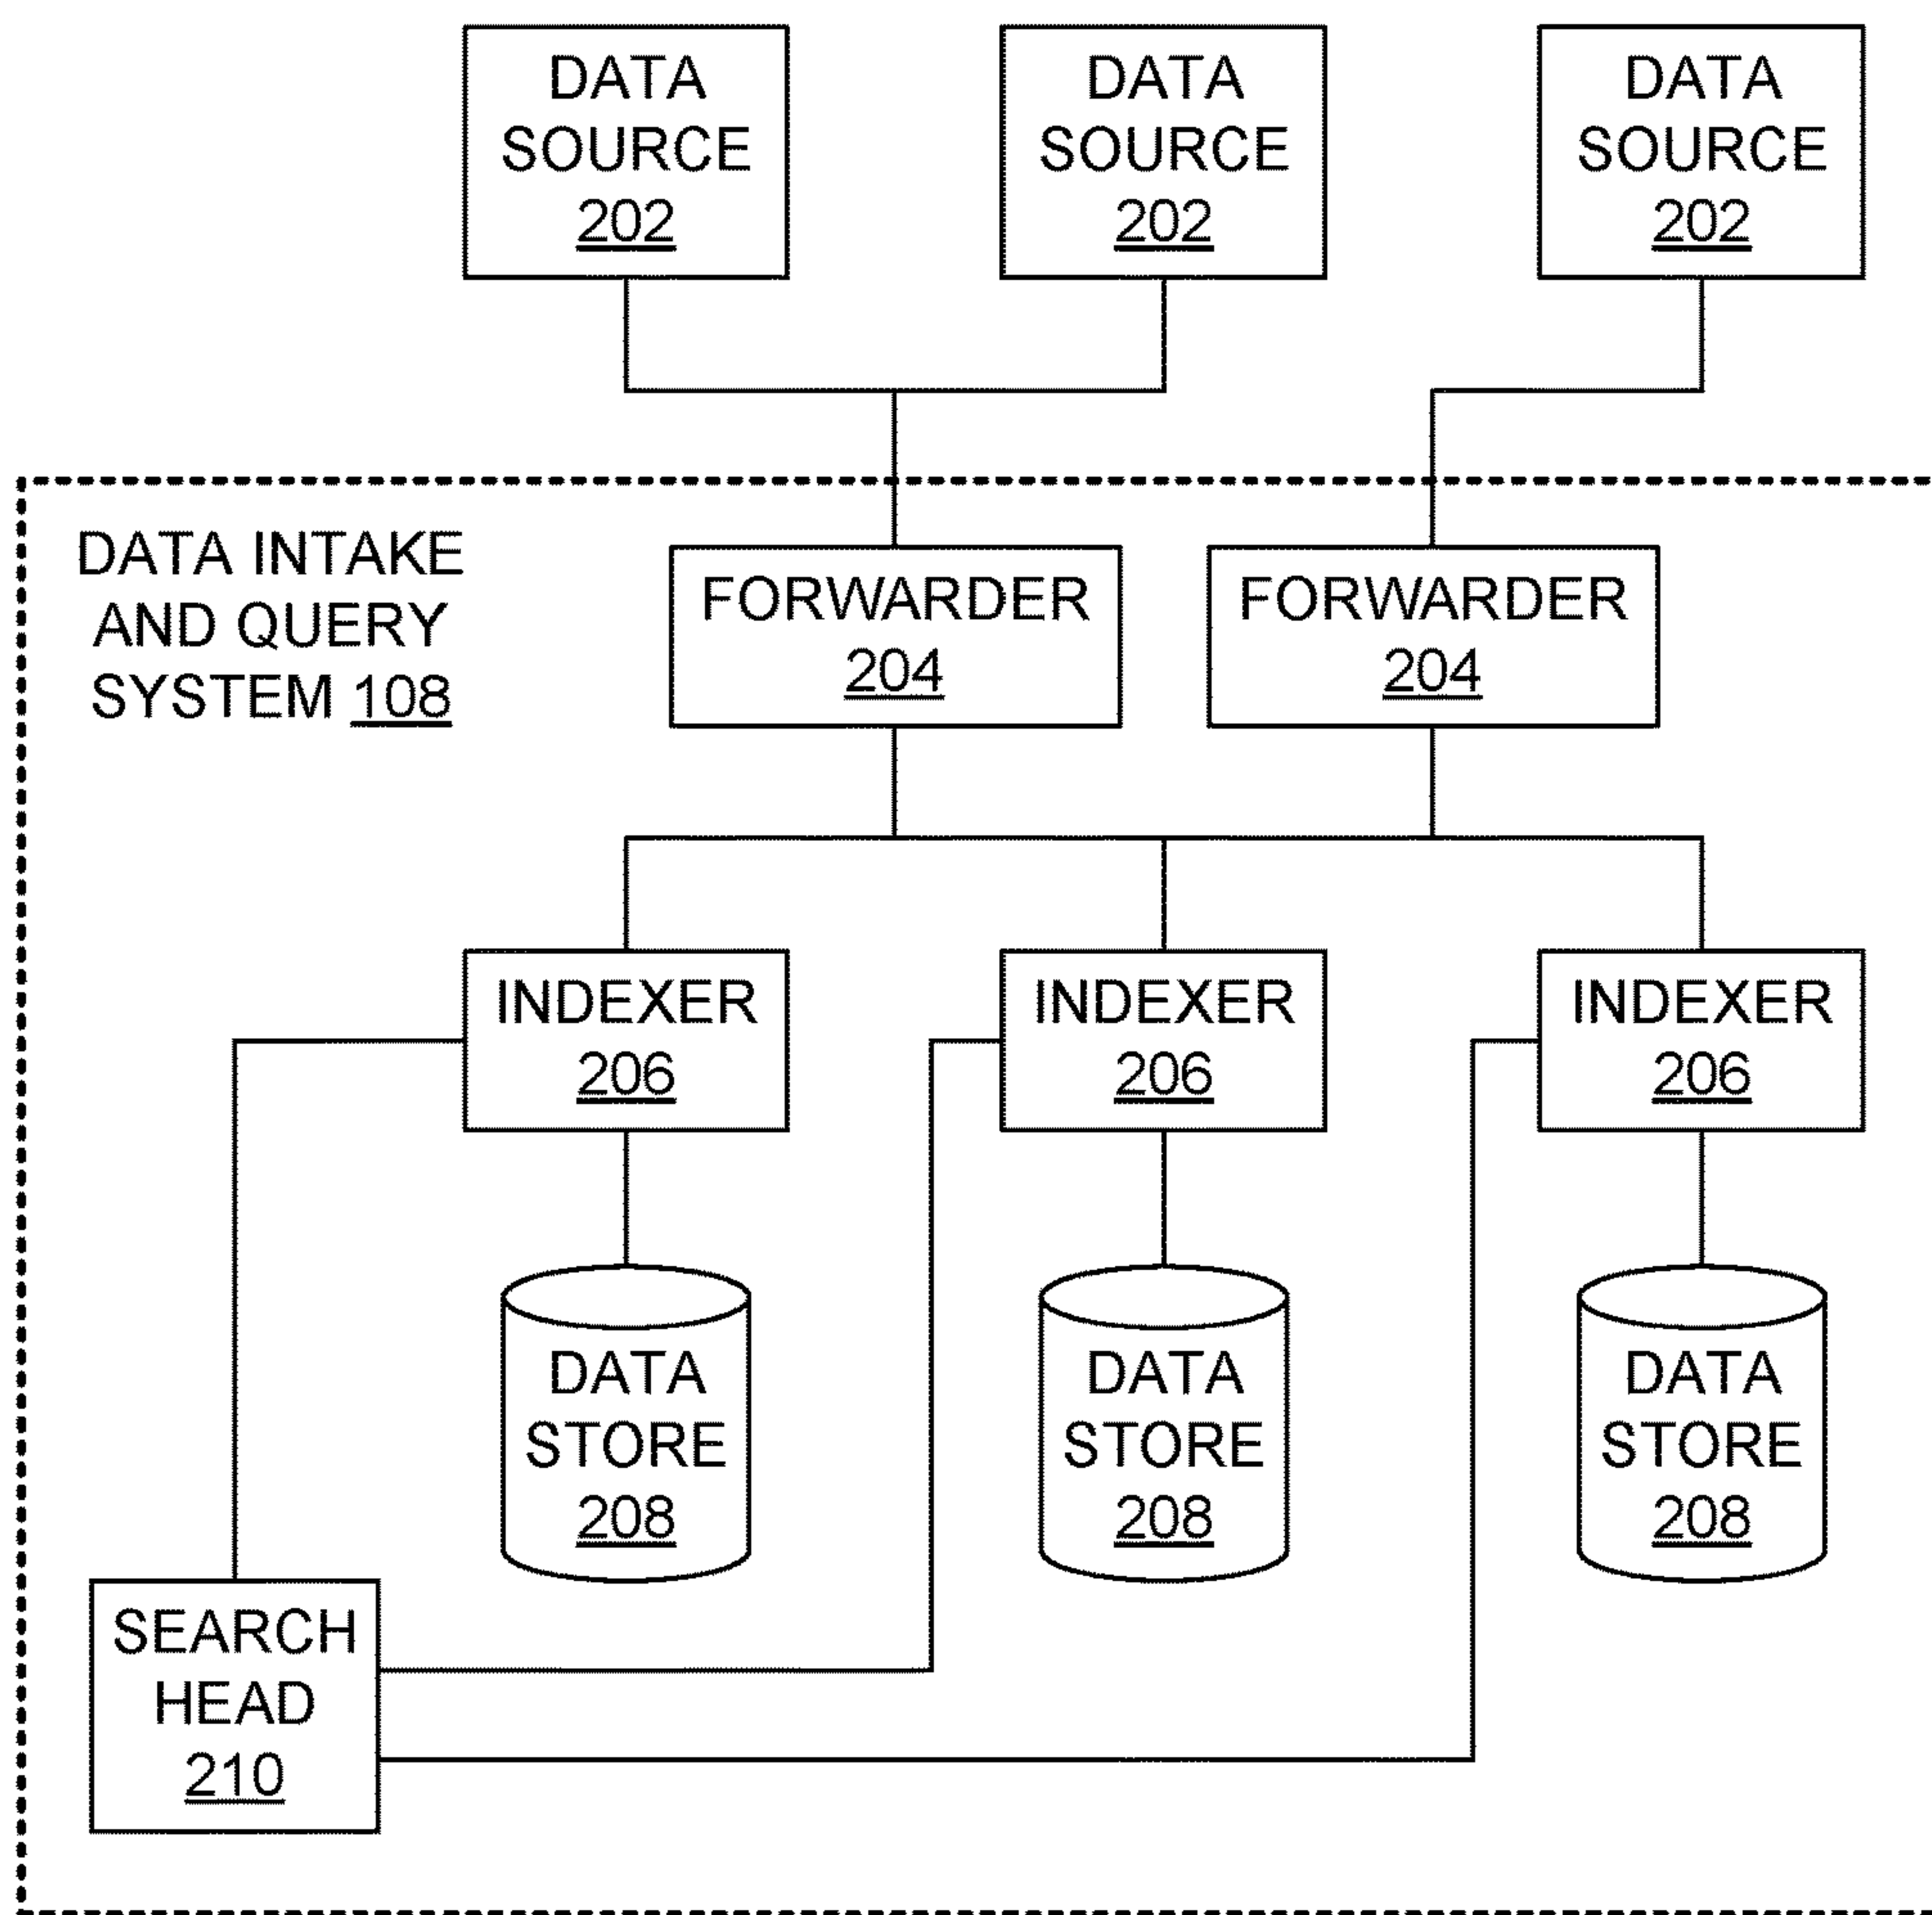 DATA
SOURCE
202
DATA
SOURCE
202
DATA
SOURCE
202
DATA INTAKE
AND QUERY
SYSTEM 108
FORWARDER
204
FORWARDER
204
INDEXER
206
INDEXER
206
INDEXER
206
DATA
STORE
208
DATA
STORE
208
DATA
STORE
208
SEARCH
HEAD
210